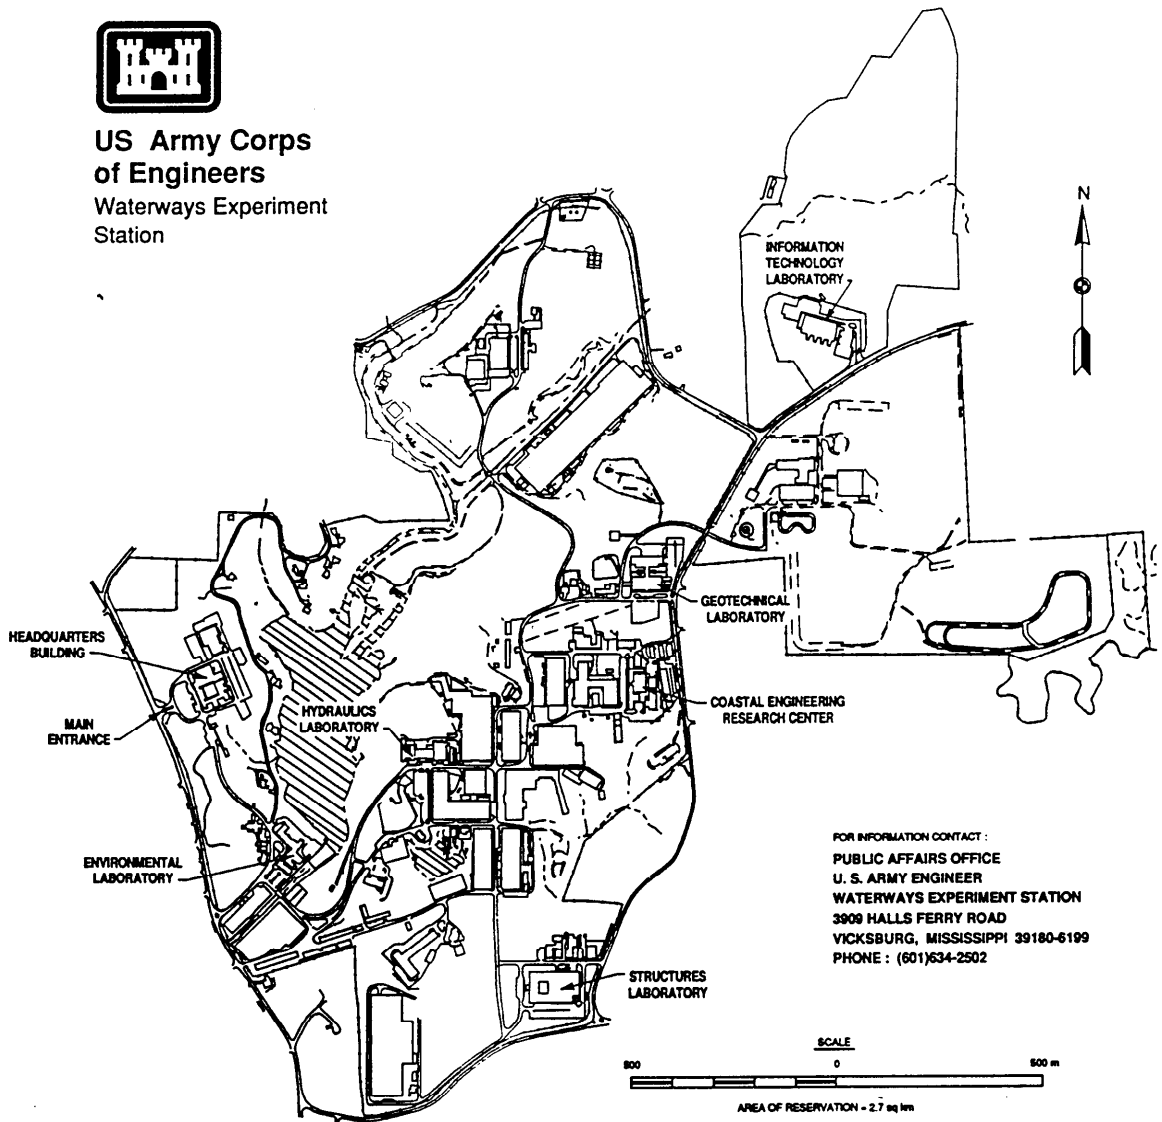 US Army Corps
of Engineers
Waterways Experiment
Station
N
INFORMATION
TECHNOLOGY
LABORATORY
GEOTECHNICAL
LABORATORY
HEADQUARTERS
BUILDING
MAIN
ENTRANCE
HYDRAULICS
LABORATORY
COASTAL ENGINEERING
RESEARCH CENTER
ENVIRONMENTAL
LABORATORY
STRUCTURES
LABORATORY
FOR INFORMATION CONTACT :
PUBLIC AFFAIRS OFFICE
U. S. ARMY ENGINEER
WATERWAYS EXPERIMENT STATION
3909 HALLS FERRY ROAD
VICKSBURG, MISSISSIPPI 39180-6199
PHONE : (601)634-2502
SCALE
500 0 500 m
AREA OF RESERVATION - 2.7 sq km